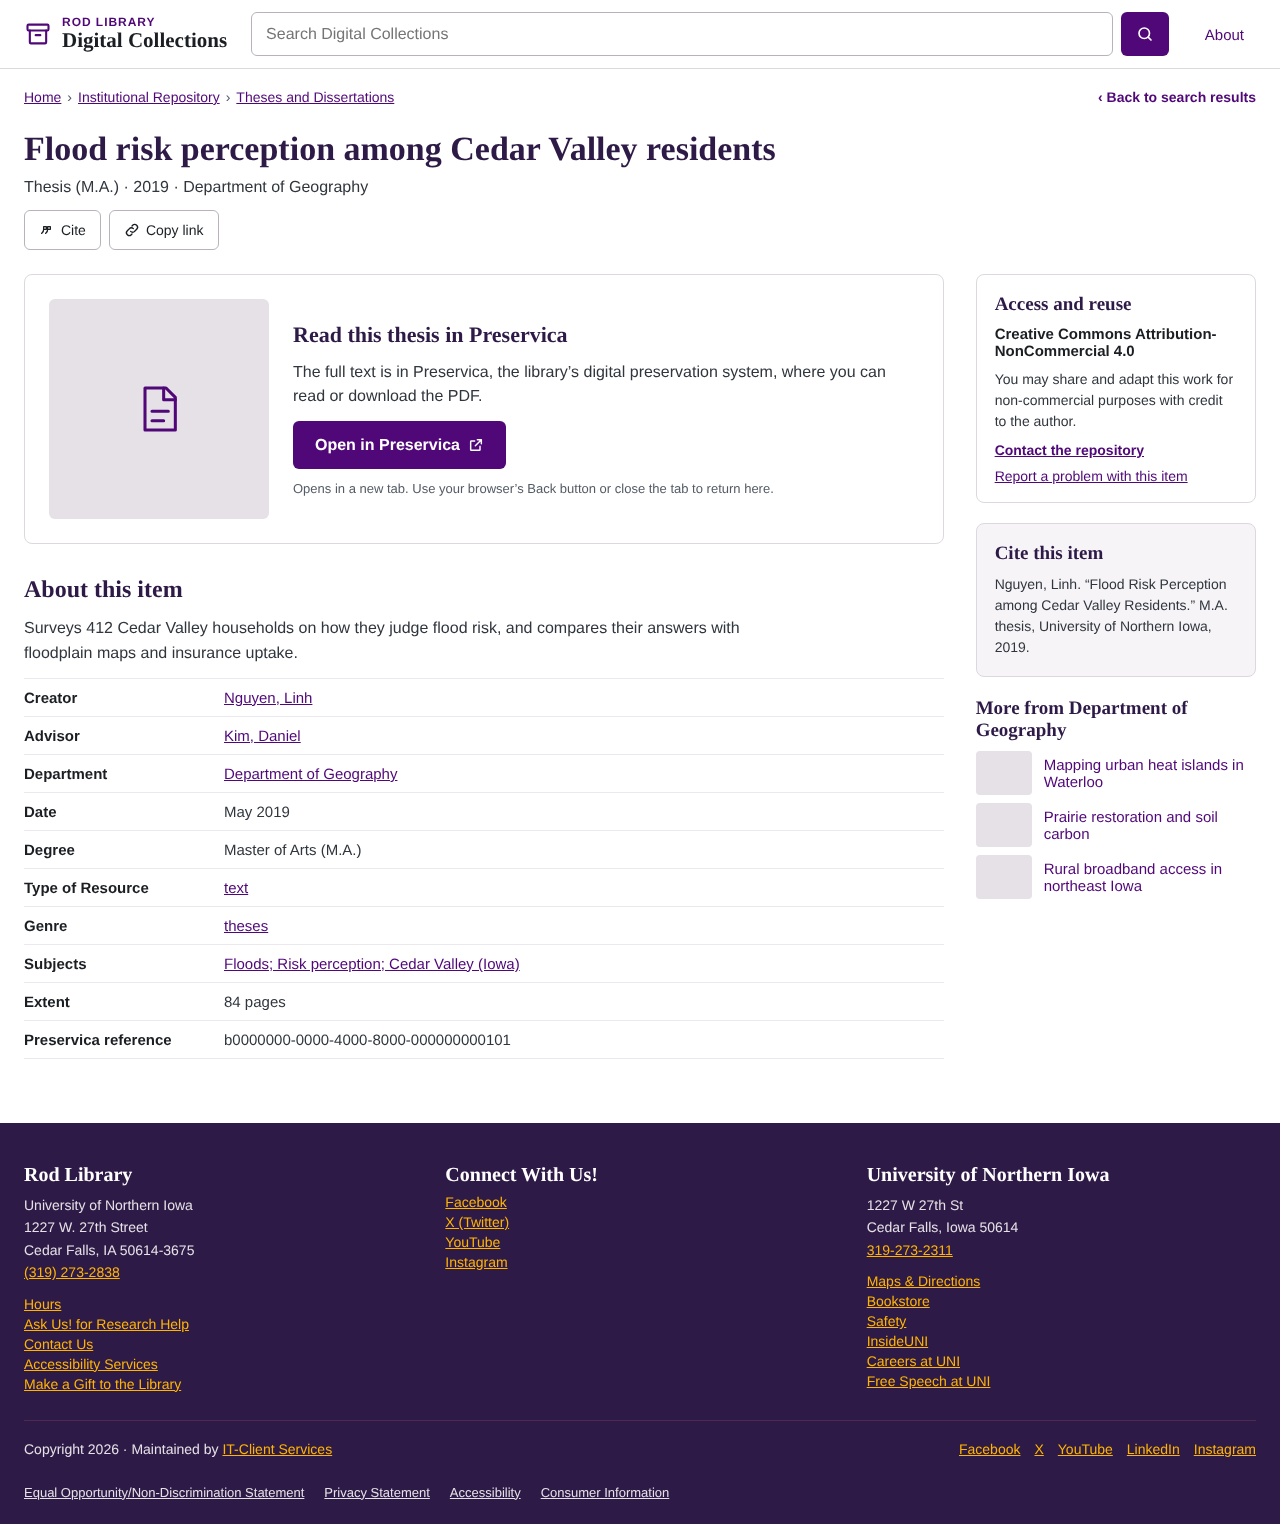 ROD LIBRARY
Digital Collections
Search Digital Collections
About
Home › Institutional Repository › Theses and Dissertations
‹ Back to search results
Flood risk perception among Cedar Valley residents
Thesis (M.A.) · 2019 · Department of Geography
Cite
Copy link
Read this thesis in Preservica
The full text is in Preservica, the library’s digital preservation system, where you can
read or download the PDF.
Open in Preservica
Opens in a new tab. Use your browser’s Back button or close the tab to return here.
About this item
Surveys 412 Cedar Valley households on how they judge flood risk, and compares their answers with
floodplain maps and insurance uptake.
Creator Nguyen, Linh
Advisor Kim, Daniel
Department Department of Geography
Date May 2019
Degree Master of Arts (M.A.)
Type of Resource text
Genre theses
Subjects Floods; Risk perception; Cedar Valley (Iowa)
Extent 84 pages
Preservica reference b0000000-0000-4000-8000-000000000101
Access and reuse
Creative Commons Attribution-
NonCommercial 4.0
You may share and adapt this work for
non-commercial purposes with credit
to the author.
Contact the repository
Report a problem with this item
Cite this item
Nguyen, Linh. “Flood Risk Perception
among Cedar Valley Residents.” M.A.
thesis, University of Northern Iowa,
2019.
More from Department of
Geography
Mapping urban heat islands in
Waterloo
Prairie restoration and soil
carbon
Rural broadband access in
northeast Iowa
Rod Library
University of Northern Iowa
1227 W. 27th Street
Cedar Falls, IA 50614-3675
(319) 273-2838
Hours
Ask Us! for Research Help
Contact Us
Accessibility Services
Make a Gift to the Library
Connect With Us!
Facebook
X (Twitter)
YouTube
Instagram
University of Northern Iowa
1227 W 27th St
Cedar Falls, Iowa 50614
319-273-2311
Maps & Directions
Bookstore
Safety
InsideUNI
Careers at UNI
Free Speech at UNI
Copyright 2026 · Maintained by IT-Client Services
Facebook X YouTube LinkedIn Instagram
Equal Opportunity/Non-Discrimination Statement Privacy Statement Accessibility Consumer Information